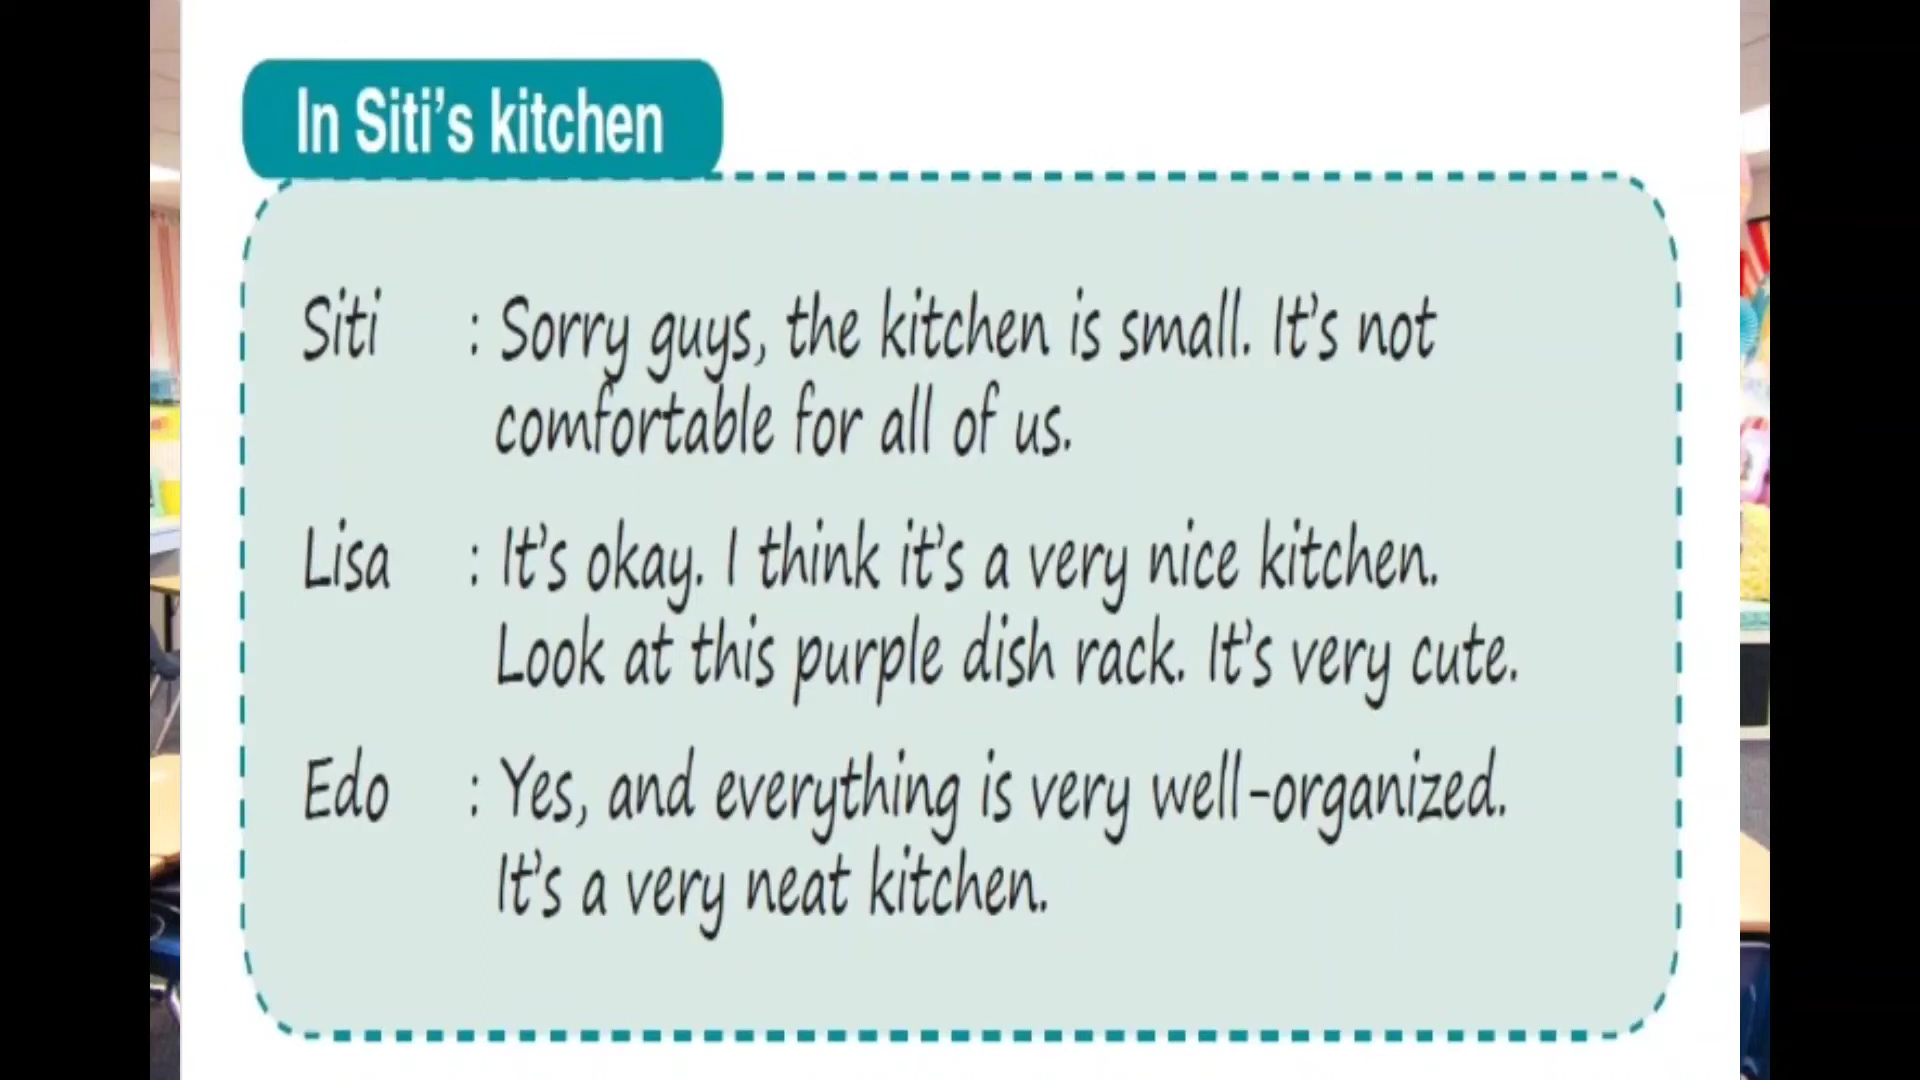 In Siti's kitchen
Siti : Sorry guys, the kitchen is small. It's not
comfortable for all of us.
Lisa : It's okay. I think it's a very nice kitchen.
Look at this purple dish rack. It's very cute.
Edo : Yes, and everything is very well-organized.
It's a very neat kitchen.